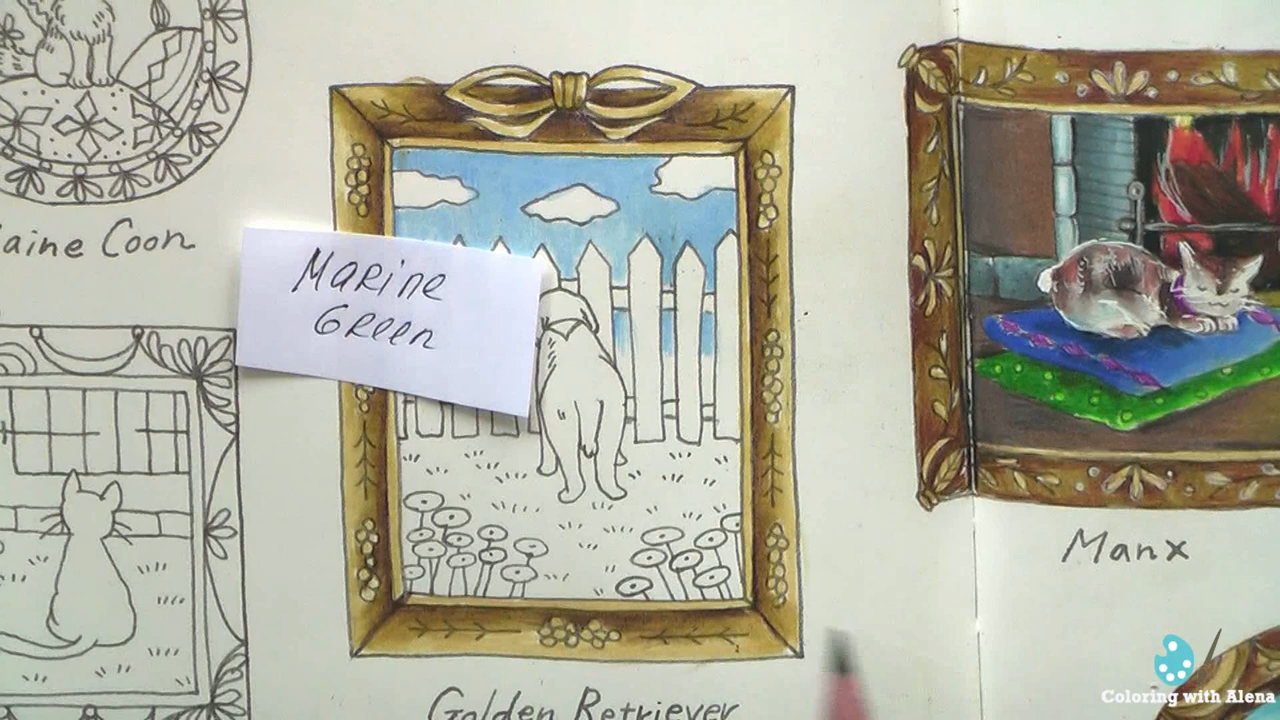 aine Coon
Marine
Green
Manx
Golden Retriever
Coloring with Alena